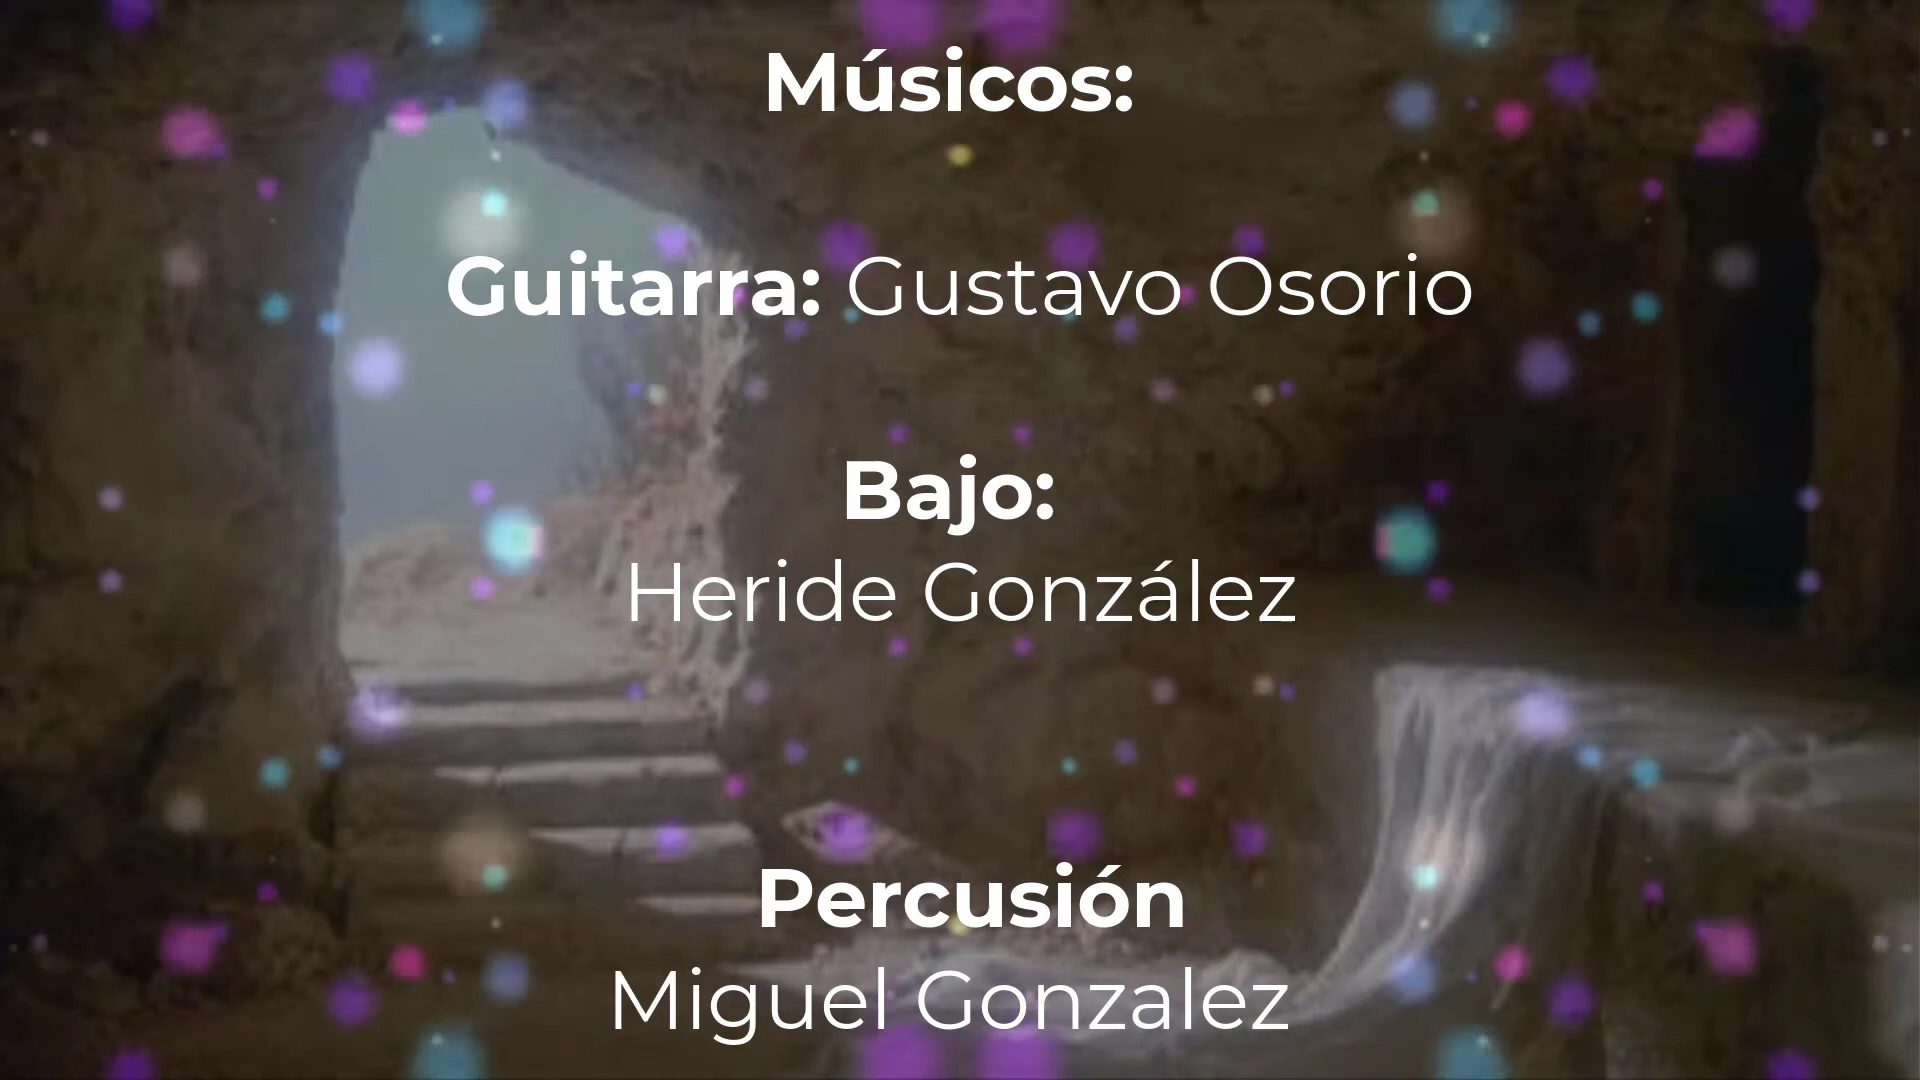 Músicos:
Guitarra: Gustavo Osorio
Bajo:
Heride González
Percusión
Miguel Gonzalez